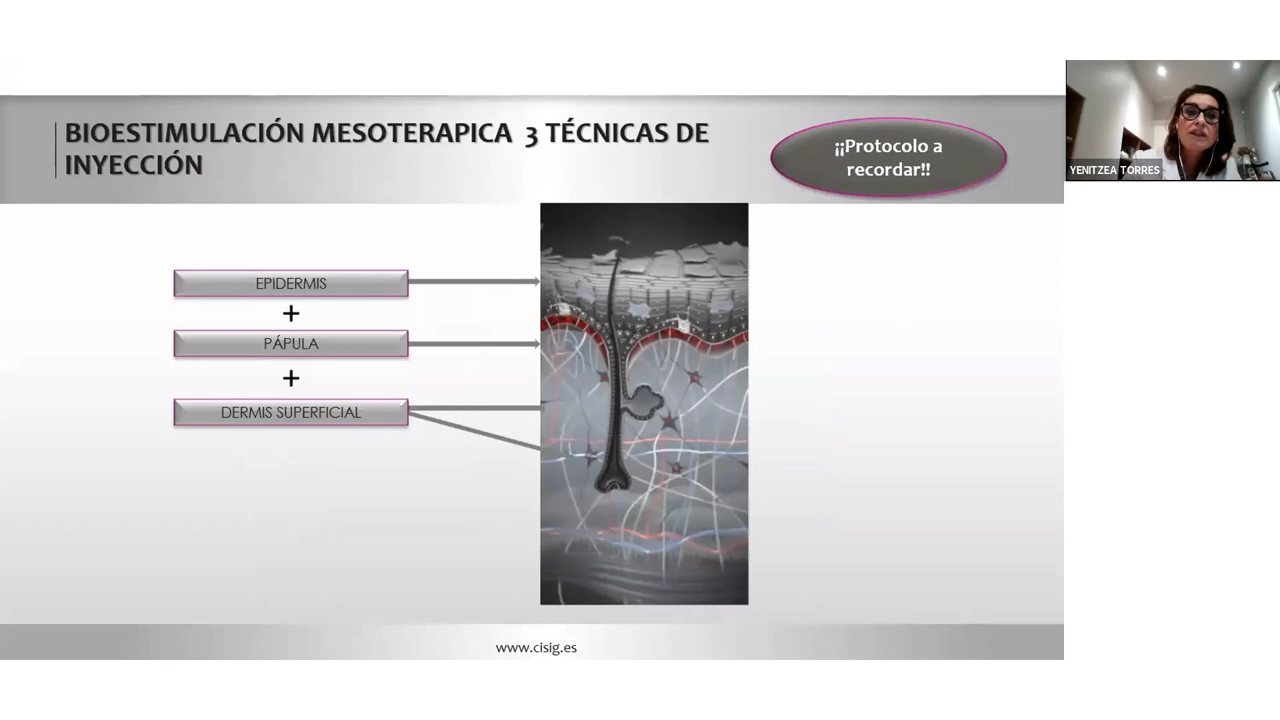 BIOESTIMULACIÓN MESOTERAPICA 3 TÉCNICAS DE
INYECCIÓN
¡¡Protocolo a
recordar!!
YENITZEA TORRES
EPIDERMIS
+
PÁPULA
+
DERMIS SUPERFICIAL
www.cisig.es